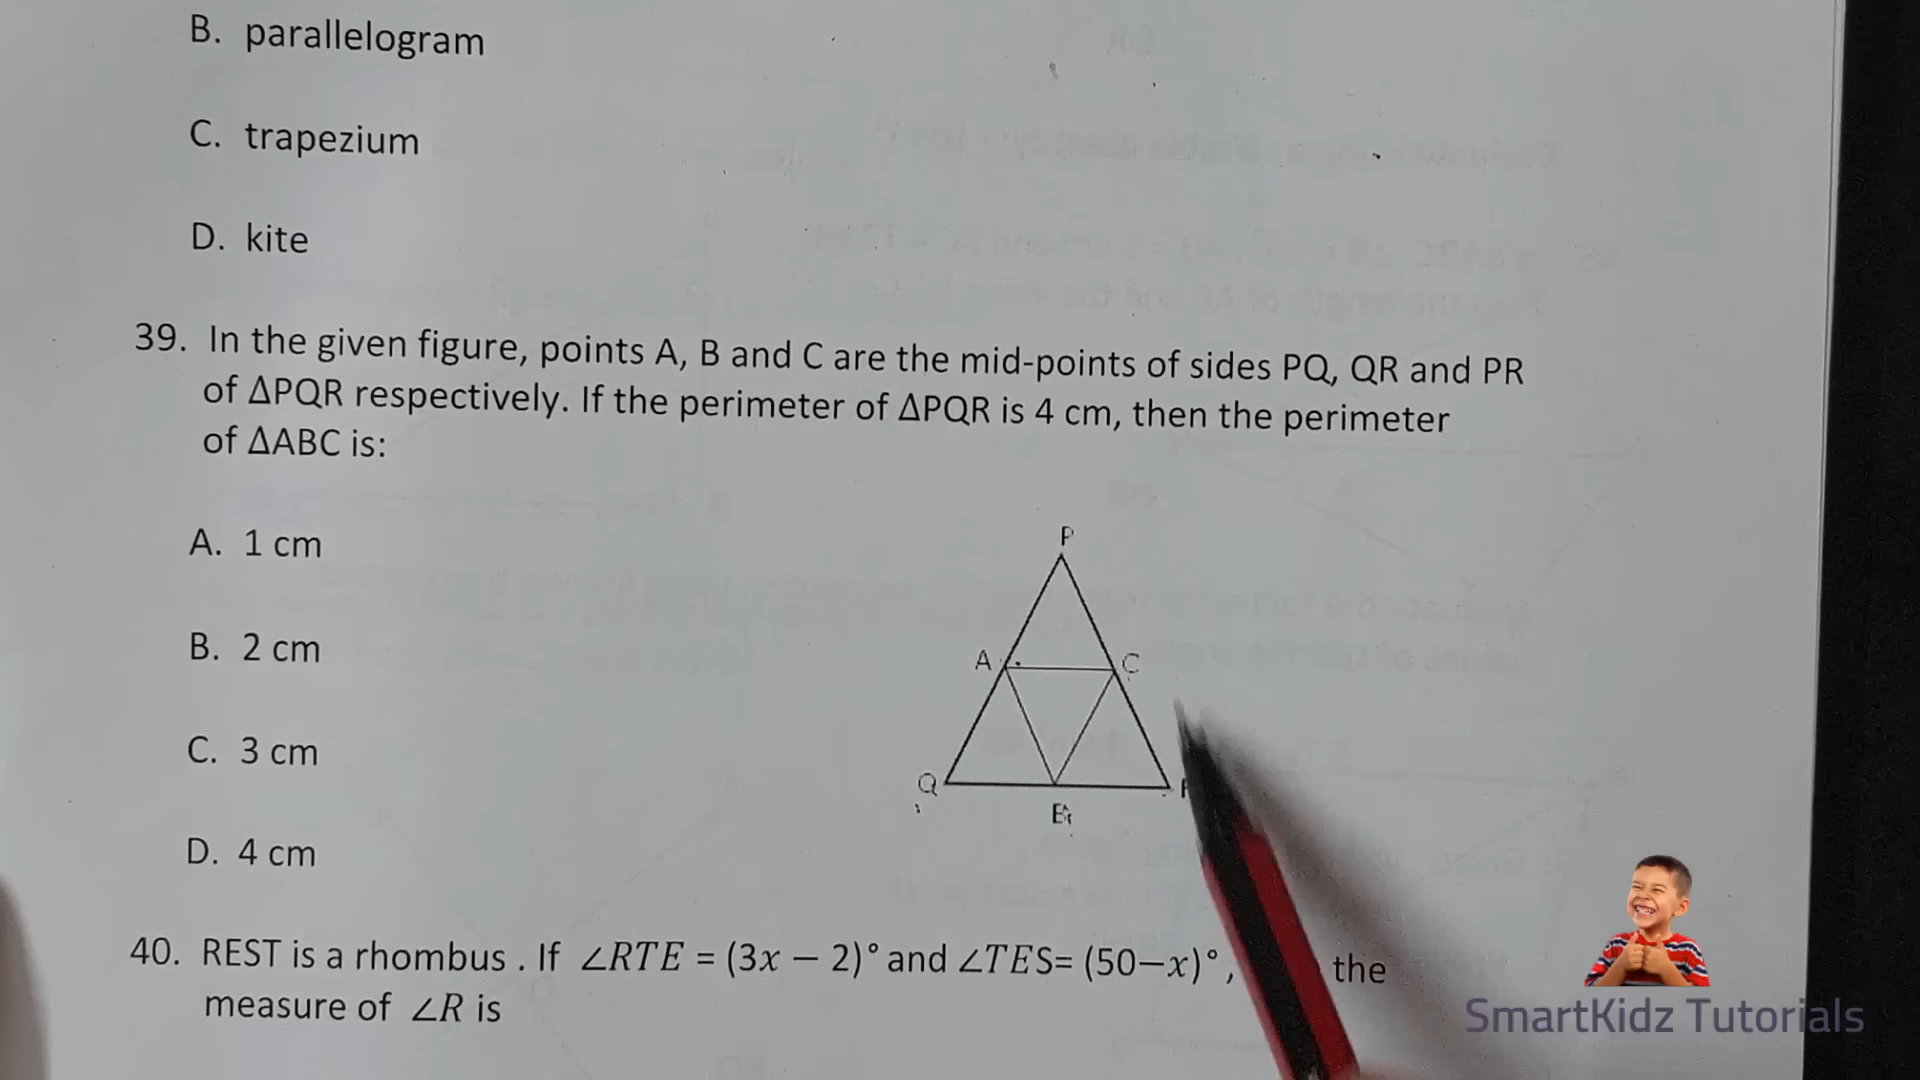 B. parallelogram
C. trapezium
D. kite
39. In the given figure, points A, B and C are the mid-points of sides PQ, QR and PR
of ΔPQR respectively. If the perimeter of ΔPQR is 4 cm, then the perimeter
of ΔABC is:
A. 1 cm
B. 2 cm
C. 3 cm
D. 4 cm
P
A
C
Q
B
40. REST is a rhombus . If ∠RTE = (3x − 2)° and ∠TES= (50−x)°, the
measure of ∠R is
SmartKidz Tutorials